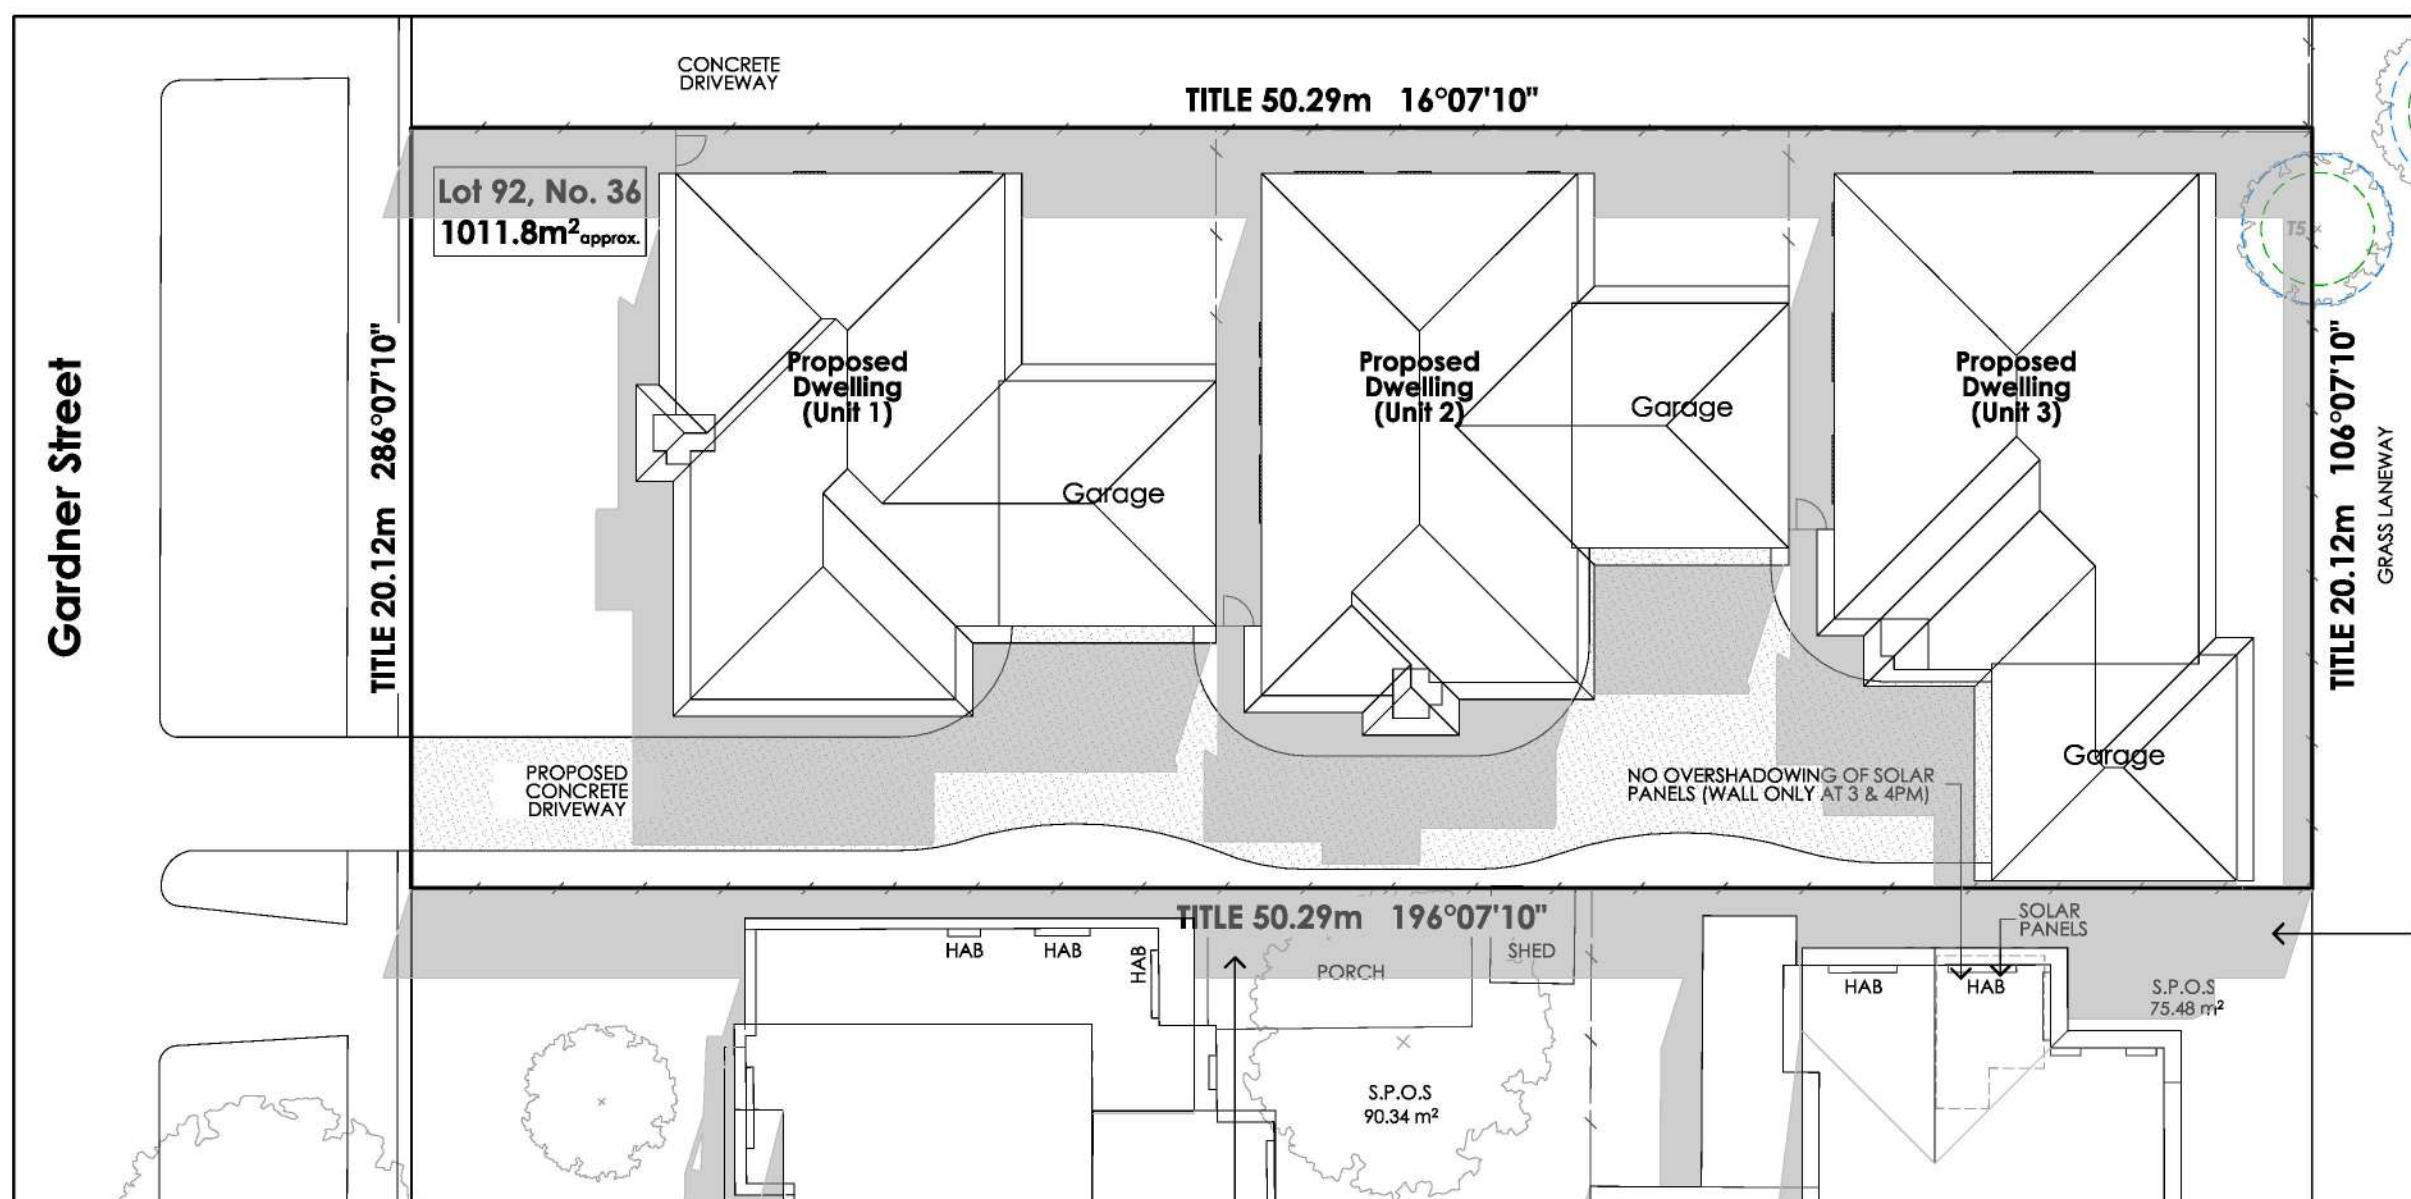 CONCRETE
DRIVEWAY
TITLE 50.29m 16°07'10"
Lot 92, No. 36
1011.8m² approx.
T5
Gardner Street
TITLE 20.12m 286°07'10"
Proposed
Dwelling
(Unit 1)
Garage
Proposed
Dwelling
(Unit 2)
Garage
Proposed
Dwelling
(Unit 3)
Garage
TITLE 20.12m 106°07'10"
GRASS LANEWAY
PROPOSED
CONCRETE
DRIVEWAY
NO OVERSHADOWING OF SOLAR
PANELS (WALL ONLY AT 3 & 4PM)
TITLE 50.29m 196°07'10"
HAB
HAB
HAB
PORCH
SHED
SOLAR
PANELS
HAB
HAB
S.P.O.S
75.48 m²
S.P.O.S
90.34 m²